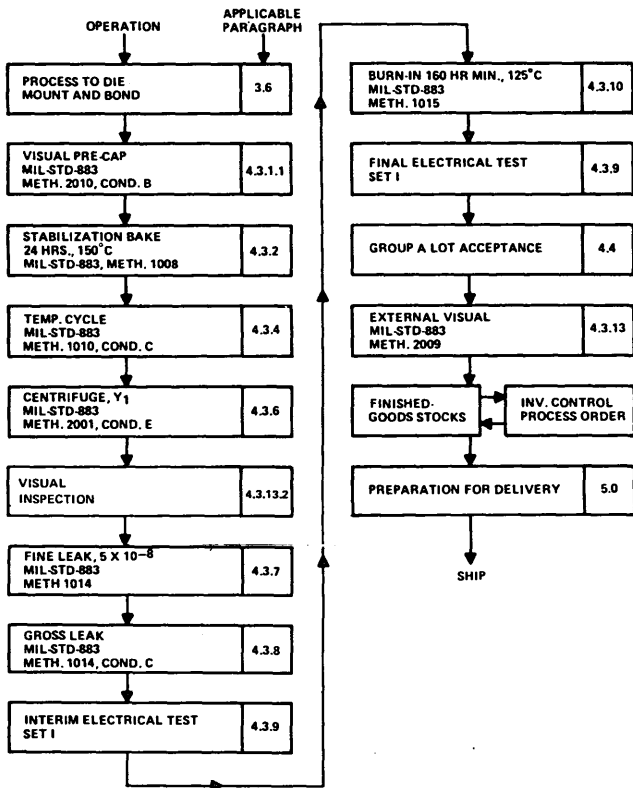 OPERATION
APPLICABLE
PARAGRAPH
PROCESS TO DIE
MOUNT AND BOND
3.6
VISUAL PRE-CAP
MIL-STD-883
METH. 2010, COND. B
4.3.1.1
STABILIZATION BAKE
24 HRS., 150°C
MIL-STD-883, METH. 1008
4.3.2
TEMP. CYCLE
MIL-STD-883
METH. 1010, COND. C
4.3.4
CENTRIFUGE, Y1
MIL-STD-883
METH. 2001, COND. E
4.3.6
VISUAL
INSPECTION
4.3.13.2
FINE LEAK, 5 X 10−8
MIL-STD-883
METH 1014
4.3.7
GROSS LEAK
MIL-STD-883
METH. 1014, COND. C
4.3.8
INTERIM ELECTRICAL TEST
SET I
4.3.9
BURN-IN 160 HR MIN., 125°C
MIL-STD-883
METH. 1015
4.3.10
FINAL ELECTRICAL TEST
SET I
4.3.9
GROUP A LOT ACCEPTANCE
4.4
EXTERNAL VISUAL
MIL-STD-883
METH. 2009
4.3.13
FINISHED-
GOODS STOCKS
INV. CONTROL
PROCESS ORDER
PREPARATION FOR DELIVERY
5.0
SHIP